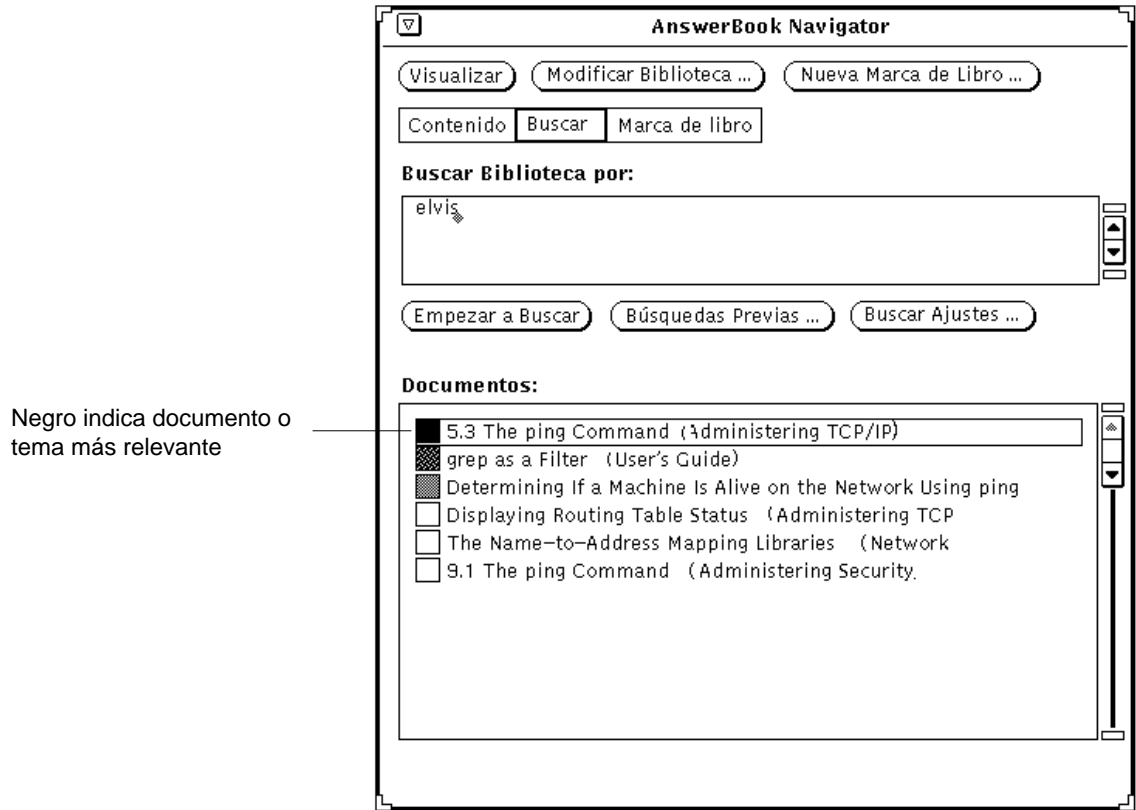 AnswerBook Navigator
Visualizar Modificar Biblioteca ... Nueva Marca de Libro ...
Contenido Buscar Marca de libro
Buscar Biblioteca por:
elvis
Empezar a Buscar Búsquedas Previas ... Buscar Ajustes ...
Documentos:
Negro indica documento o
tema más relevante
5.3 The ping Command (Administering TCP/IP)
grep as a Filter (User's Guide)
Determining If a Machine Is Alive on the Network Using ping
Displaying Routing Table Status (Administering TCP
The Name-to-Address Mapping Libraries (Network
9.1 The ping Command (Administering Security,